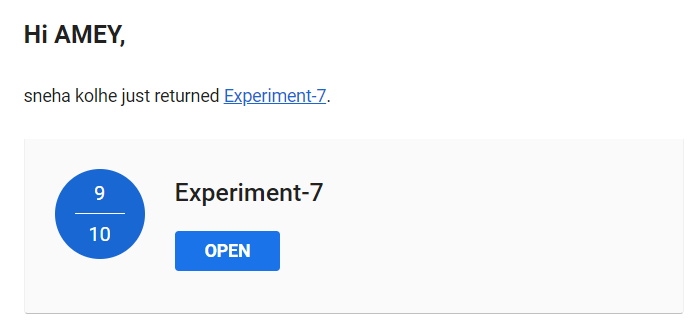 Hi AMEY,
sneha kolhe just returned Experiment-7.
9
10
Experiment-7
OPEN